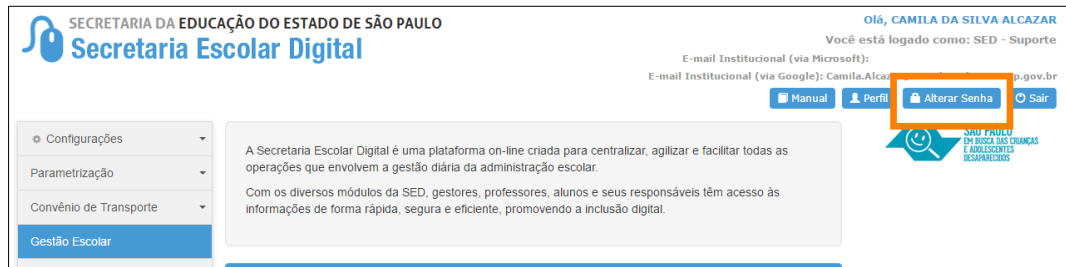 SECRETARIA DA EDUCAÇÃO DO ESTADO DE SÃO PAULO
Secretaria Escolar Digital
Olá, CAMILA DA SILVA ALCAZAR
Você está logado como: SED - Suporte
E-mail Institucional (via Microsoft):
E-mail Institucional (via Google): Camila.Alca p.gov.br
Manual Perfil Alterar Senha Sair
Configurações
Parametrização
Convênio de Transporte
Gestão Escolar
A Secretaria Escolar Digital é uma plataforma on-line criada para centralizar, agilizar e facilitar todas as
operações que envolvem a gestão diária da administração escolar.
Com os diversos módulos da SED, gestores, professores, alunos e seus responsáveis têm acesso às
informações de forma rápida, segura e eficiente, promovendo a inclusão digital.
SÃO PAULO
EM BUSCA DAS CRIANÇAS
E ADOLESCENTES
DESAPARECIDOS